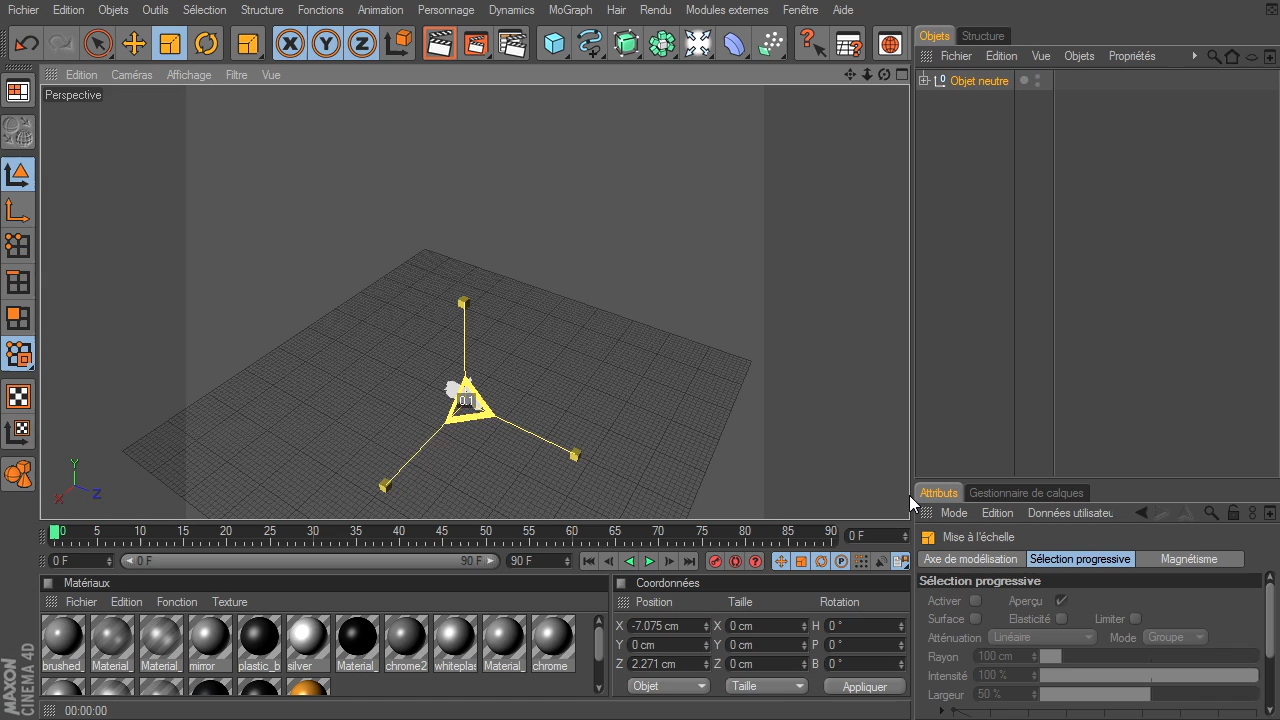 Fichier Edition Objets Outils Sélection Structure Fonctions Animation Personnage Dynamics MoGraph Hair Rendu Modules externes Fenêtre Aide
Objets Structure
Fichier Edition Vue Objets Propriétés
Edition Caméras Affichage Filtre Vue
Objet neutre
Perspective
0.1
Y
X
Z
Attributs Gestionnaire de calques
Mode Edition Données utilisateu
Mise à l'échelle
Axe de modélisation Sélection progressive Magnétisme
Sélection progressive
Activer Aperçu
Surface Elasticité Limiter
Atténuation Linéaire Mode Groupe
Rayon 100 cm
Intensité 100 %
Largeur 50 %
0 5 10 15 20 25 30 35 40 45 50 55 60 65 70 75 80 85 90 0 F
0 F 0 F 90 F 90 F
Matériaux
Fichier Edition Fonction Texture
brushed_ Material_ Material_ mirror plastic_b silver Material_ chrome2 whiteplas Material_ chrome
Coordonnées
Position Taille Rotation
X -7.075 cm X 0 cm H 0 °
Y 0 cm Y 0 cm P 0 °
Z 2.271 cm Z 0 cm B 0 °
Objet Taille Appliquer
MAXON
CINEMA 4D
00:00:00